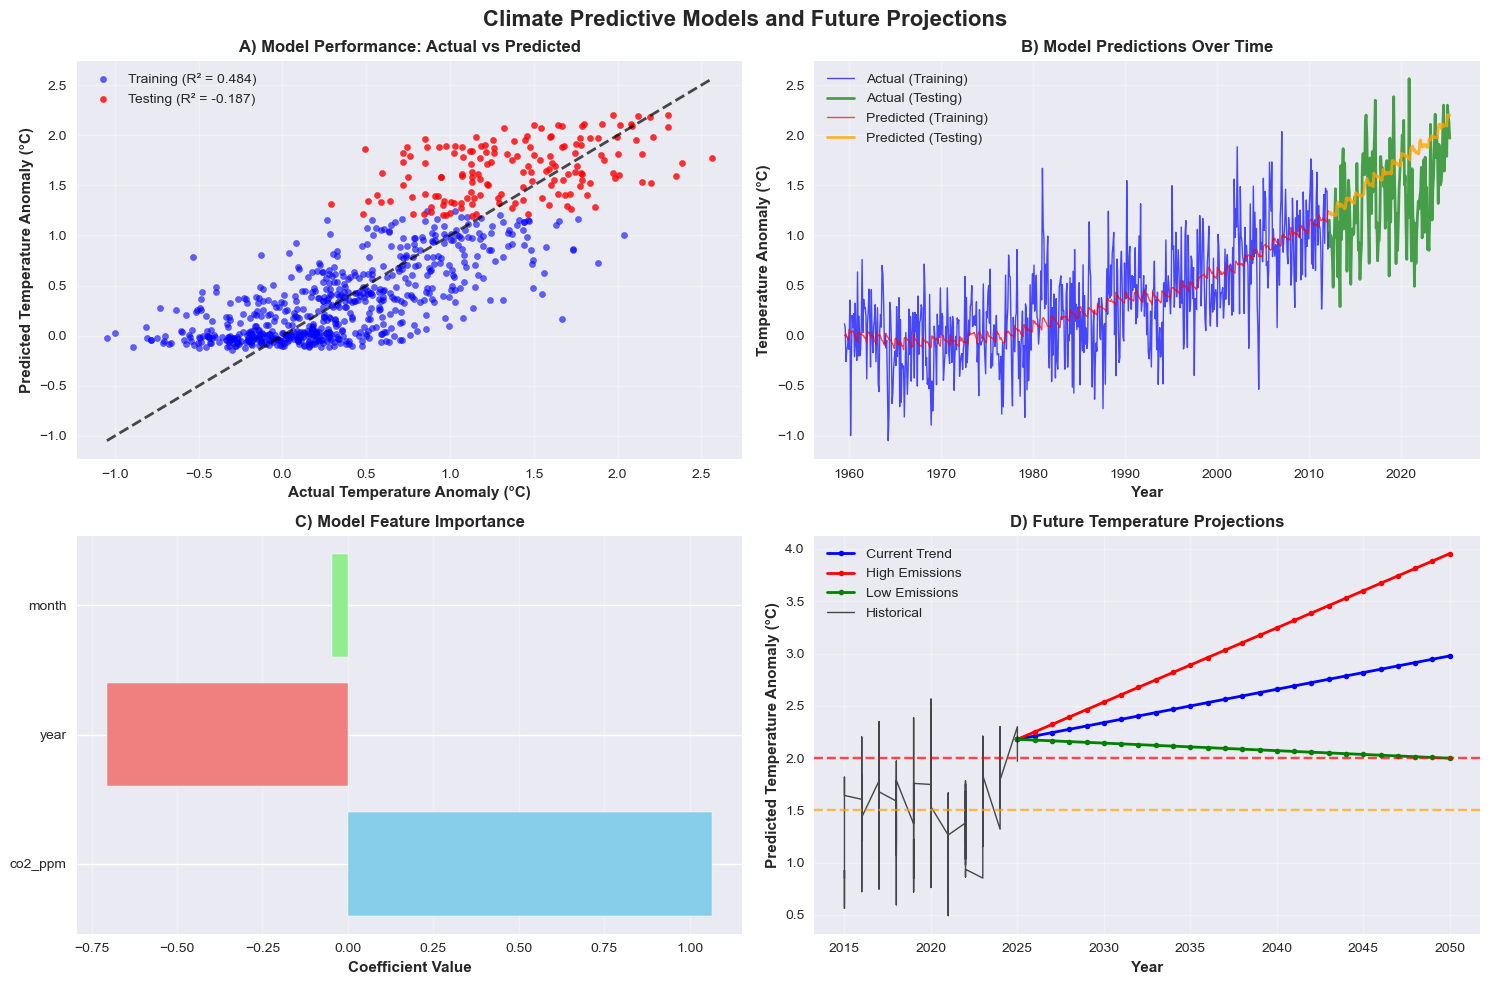 Climate Predictive Models and Future Projections
A) Model Performance: Actual vs Predicted
Training (R² = 0.484)
Testing (R² = -0.187)
2.5
2.0
1.5
1.0
0.5
0.0
−0.5
−1.0
Predicted Temperature Anomaly (°C)
−1.0 −0.5 0.0 0.5 1.0 1.5 2.0 2.5
Actual Temperature Anomaly (°C)
B) Model Predictions Over Time
Actual (Training)
Actual (Testing)
Predicted (Training)
Predicted (Testing)
2.5
2.0
1.5
1.0
0.5
0.0
−0.5
−1.0
Temperature Anomaly (°C)
1960 1970 1980 1990 2000 2010 2020
Year
C) Model Feature Importance
month
year
co2_ppm
−0.75 −0.50 −0.25 0.00 0.25 0.50 0.75 1.00
Coefficient Value
D) Future Temperature Projections
Current Trend
High Emissions
Low Emissions
Historical
4.0
3.5
3.0
2.5
2.0
1.5
1.0
0.5
Predicted Temperature Anomaly (°C)
2015 2020 2025 2030 2035 2040 2045 2050
Year